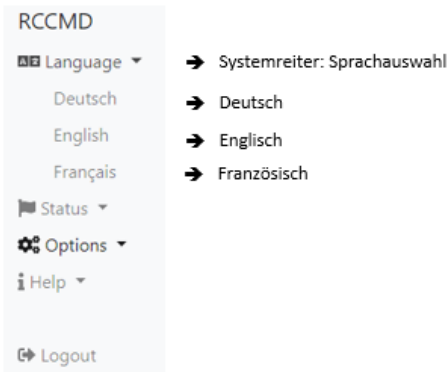 RCCMD
Language ➔ Systemreiter: Sprachauswahl
Deutsch ➔ Deutsch
English ➔ Englisch
Français ➔ Französisch
Status
Options
Help
Logout